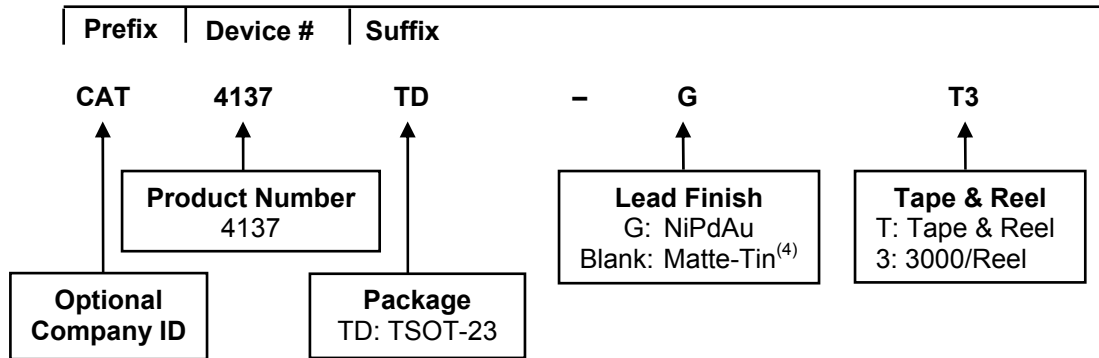 Prefix Device # Suffix
CAT 4137 TD – G T3
Product Number
4137
Lead Finish
G: NiPdAu
Blank: Matte-Tin(4)
Tape & Reel
T: Tape & Reel
3: 3000/Reel
Optional
Company ID
Package
TD: TSOT-23